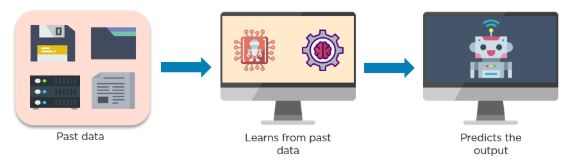 Past data
Learns from past
data
Predicts the
output